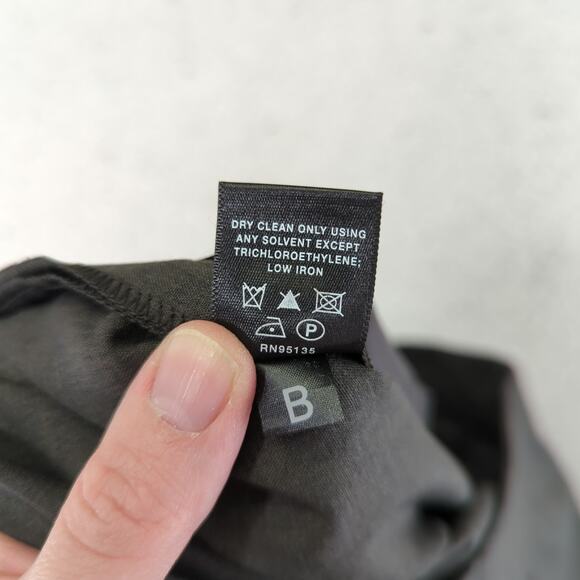 DRY CLEAN ONLY USING
ANY SOLVENT EXCEPT
TRICHLOROETHYLENE;
LOW IRON
P
RN95135
B